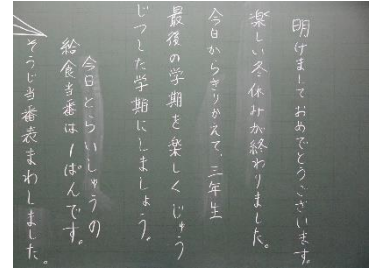 明けましておめでとうございます。
楽しい冬休みが終わりました。
今日からきりかえて、三年生
最後の学期を楽しくじゅう
じつした学期にしましょう。
今日とらいしゅうの
給食当番は1ぱんです。
そうじ当番表まわしました。